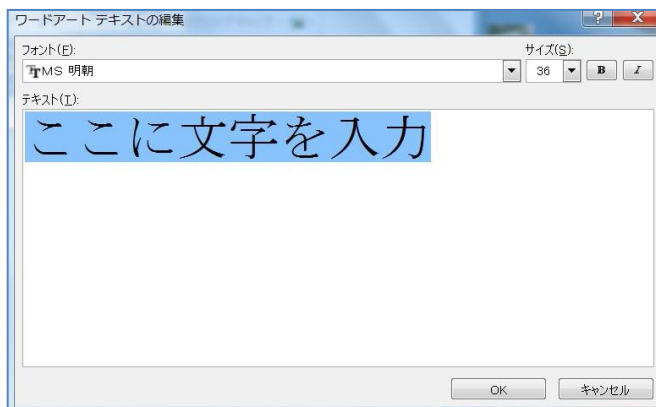 ワードアート テキストの編集
フォント(F): サイズ(S):
MS 明朝 36 B I
テキスト(T):
ここに文字を入力
OK キャンセル